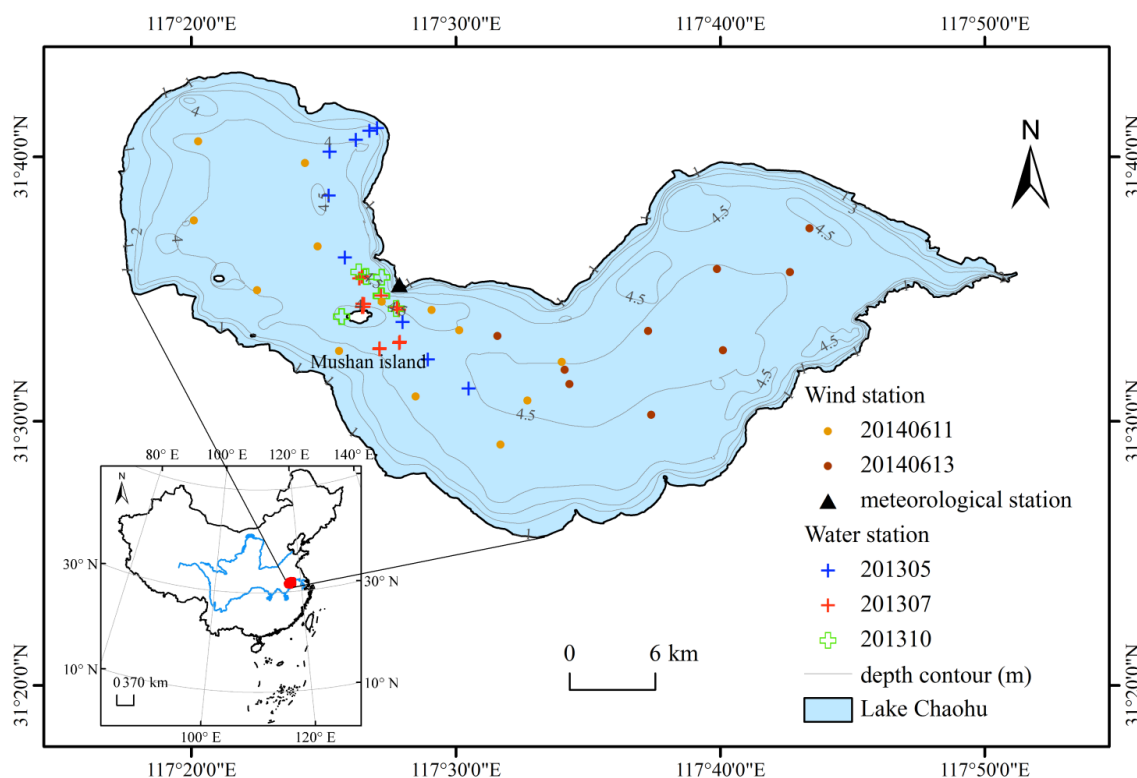 117°20'0"E 117°30'0"E 117°40'0"E 117°50'0"E
31°40'0"N 31°40'0"N
31°30'0"N 31°30'0"N
31°20'0"N 31°20'0"N
N
4
4
4.5
2
4
3
4.5
4.5
4.5
4.5
4.5
4.5
Mushan island
Wind station
20140611
20140613
meteorological station
Water station
201305
201307
201310
depth contour (m)
Lake Chaohu
0 6 km
N
80° E 100° E 120° E 140° E
30° N 30° N
10° N 10° N
0 370 km
100° E 120° E
117°20'0"E 117°30'0"E 117°40'0"E 117°50'0"E